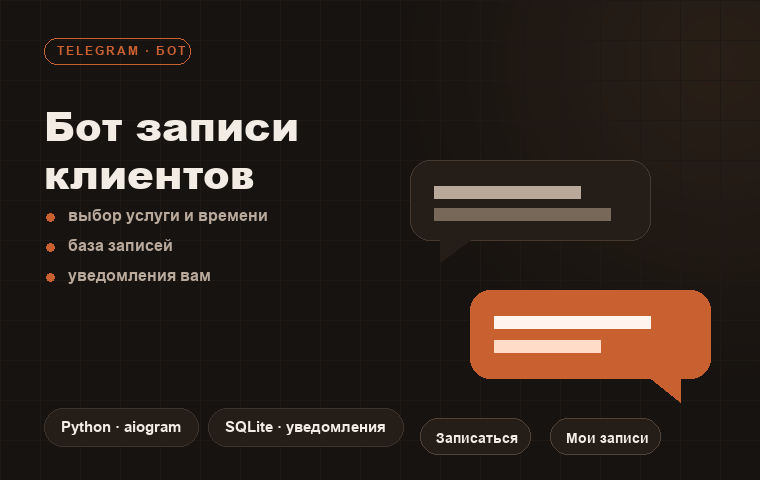 TELEGRAM · БОТ
Бот записи
клиентов
выбор услуги и времени
база записей
уведомления вам
Python · aiogram
SQLite · уведомления
Записаться
Мои записи